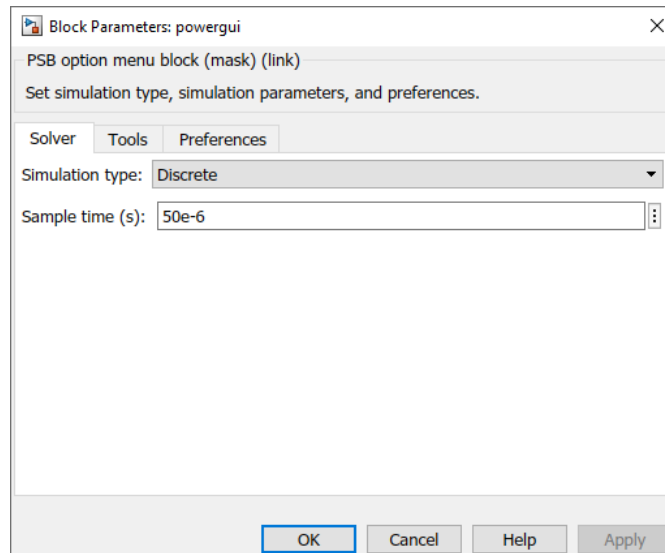 Block Parameters: powergui
PSB option menu block (mask) (link)
Set simulation type, simulation parameters, and preferences.
Solver Tools Preferences
Simulation type: Discrete
Sample time (s): 50e-6
OK Cancel Help Apply